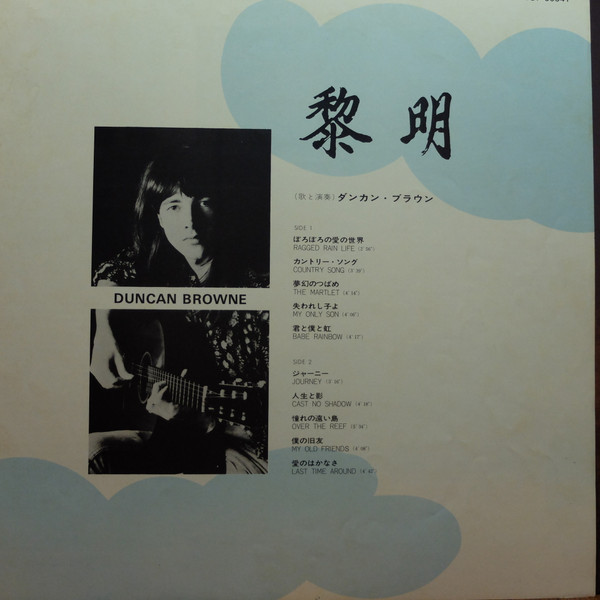 黎明
(歌と演奏)ダンカン・ブラウン
DUNCAN BROWNE
SIDE 1
ぼろぼろの愛の世界
RAGGED RAIN LIFE
カントリー・ソング
COUNTRY SONG
夢幻のつばめ
THE MARTLET
失われし子よ
MY ONLY SON
君と僕と虹
BABE RAINBOW
SIDE 2
ジャーニー
JOURNEY
人生と影
CAST NO SHADOW
憧れの遠い島
OVER THE REEF
僕の旧友
MY OLD FRIENDS
愛のはかなさ
LAST TIME AROUND